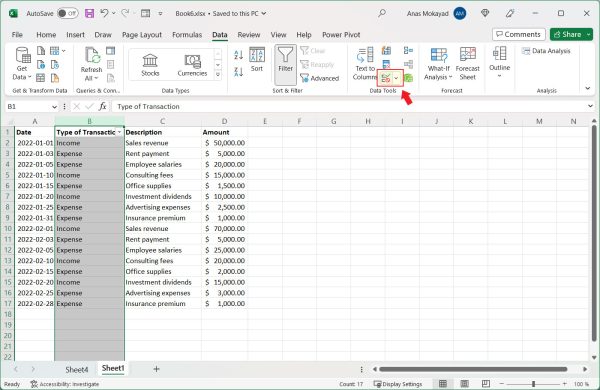 AutoSave Off Book6.xlsx • Saved to this PC Anas Mokayad AM
File Home Insert Draw Page Layout Formulas Data Review View Help Power Pivot Comments Share
Get Data Refresh All Stocks Currencies Sort Filter Clear Reapply Advanced Text to Columns What-If Analysis Forecast Sheet Outline Data Analysis
Get & Transform Data Queries & Conn... Data Types Sort & Filter Data Tools Forecast Analysis
B1 fx Type of Transaction
A B C D E F G H I J K L M N
1 Date Type of Transactic Description Amount
2 2022-01-01 Income Sales revenue $ 50,000.00
3 2022-01-03 Expense Rent payment $ 5,000.00
4 2022-01-05 Expense Employee salaries $ 20,000.00
5 2022-01-10 Income Consulting fees $ 15,000.00
6 2022-01-15 Expense Office supplies $ 1,500.00
7 2022-01-20 Income Investment dividends $ 10,000.00
8 2022-01-25 Expense Advertising expenses $ 2,500.00
9 2022-01-31 Expense Insurance premium $ 1,000.00
10 2022-02-01 Income Sales revenue $ 70,000.00
11 2022-02-03 Expense Rent payment $ 5,000.00
12 2022-02-05 Expense Employee salaries $ 25,000.00
13 2022-02-10 Income Consulting fees $ 20,000.00
14 2022-02-15 Expense Office supplies $ 2,000.00
15 2022-02-20 Income Investment dividends $ 15,000.00
16 2022-02-25 Expense Advertising expenses $ 3,000.00
17 2022-02-28 Expense Insurance premium $ 1,000.00
18
19
20
21
22
Sheet4 Sheet1
Ready Accessibility: Investigate Count: 17 Display Settings 100 %